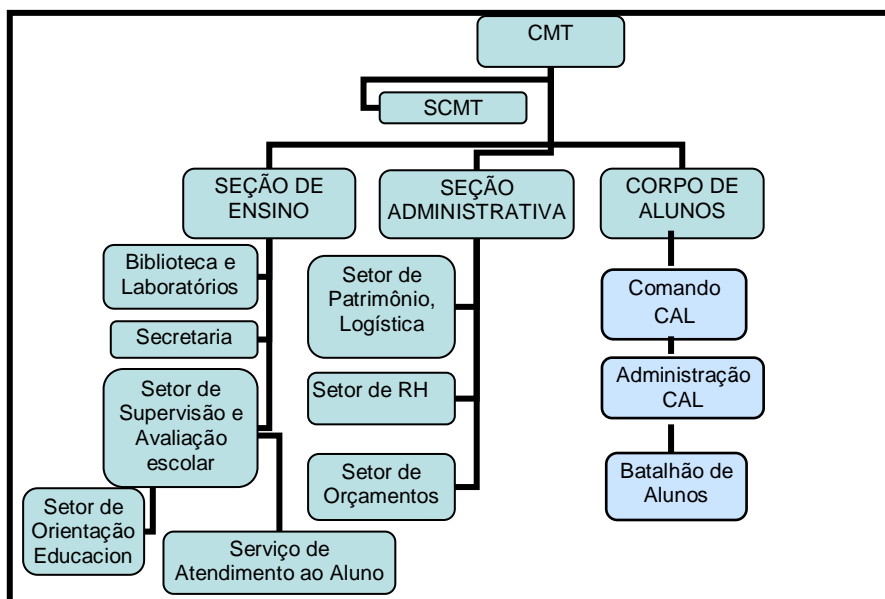 CMT
SCMT
SEÇÃO DE
ENSINO
SEÇÃO
ADMINISTRATIVA
CORPO DE
ALUNOS
Biblioteca e
Laboratórios
Secretaria
Setor de
Supervisão e
Avaliação
escolar
Setor de
Orientação
Educacion
Serviço de
Atendimento ao Aluno
Setor de
Patrimônio,
Logística
Setor de RH
Setor de
Orçamentos
Comando
CAL
Administração
CAL
Batalhão de
Alunos